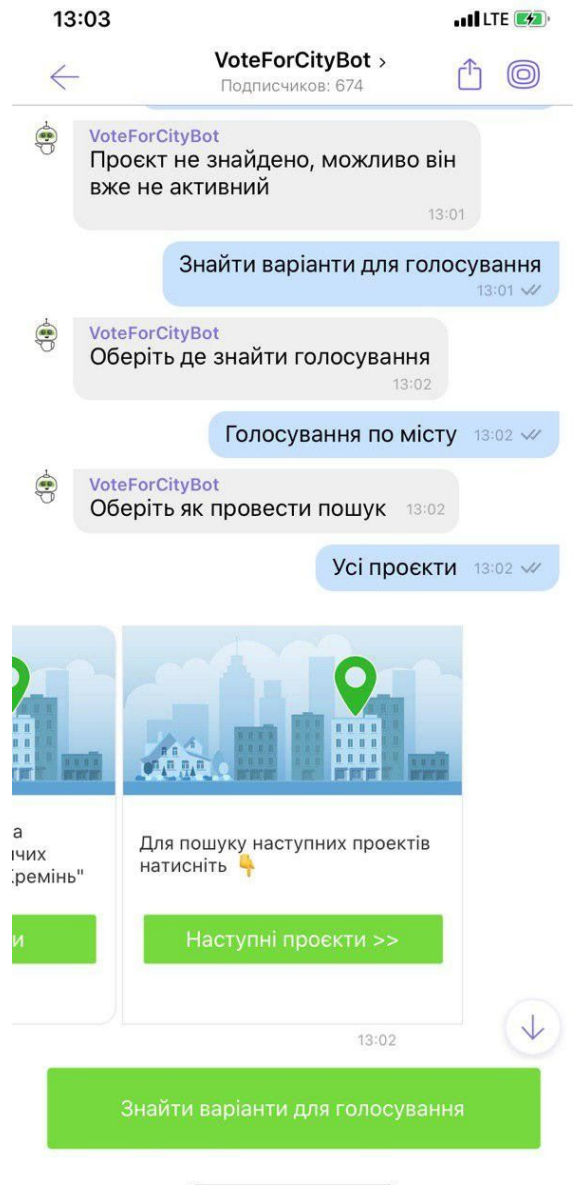 13:03
LTE
VoteForCityBot >
Подписчиков: 674
VoteForCityBot
Проєкт не знайдено, можливо він
вже не активний
13:01
Знайти варіанти для голосування
13:01
VoteForCityBot
Оберіть де знайти голосування
13:02
Голосування по місту 13:02
VoteForCityBot
Оберіть як провести пошук 13:02
Усі проєкти 13:02
а
ичих
ремінь"
и
Для пошуку наступних проектів
натисніть 👇
Наступні проєкти >>
13:02
Знайти варіанти для голосування